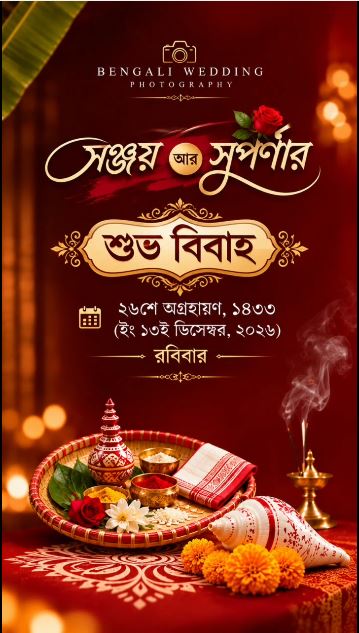 BENGALI WEDDING
PHOTOGRAPHY
সঞ্জয় আর সুপর্ণার
শুভ বিবাহ
২৬শে অগ্রহায়ণ, ১৪৩৩
(ইং ১৩ই ডিসেম্বর, ২০২৬)
রবিবার